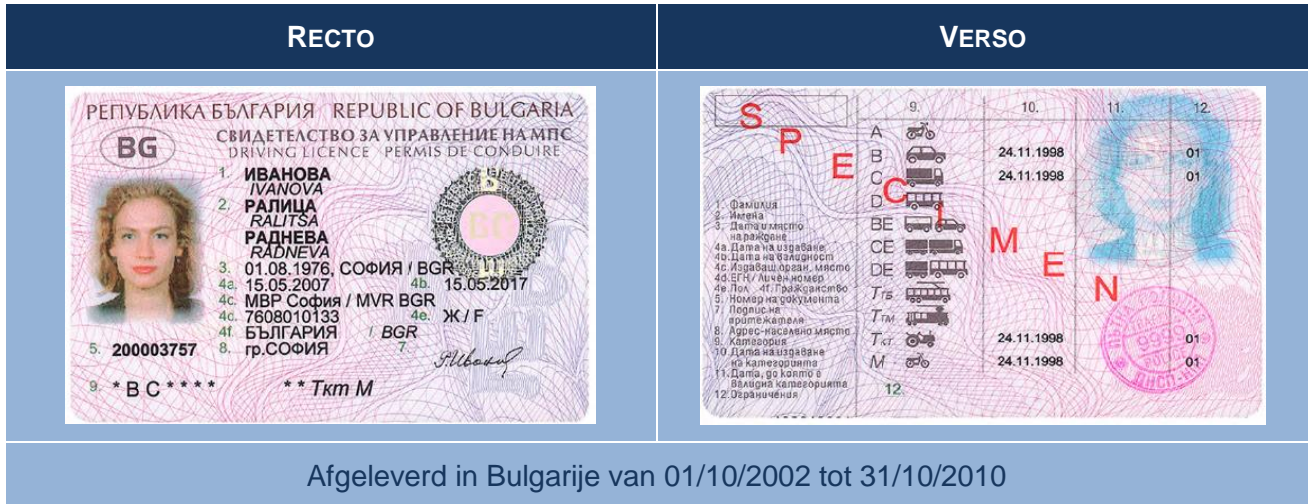 RECTO
VERSO
РЕПУБЛИКА БЪЛГАРИЯ REPUBLIC OF BULGARIA
BG
СВИДЕТЕЛСТВО ЗА УПРАВЛЕНИЕ НА МПС
DRIVING LICENCE PERMIS DE CONDUIRE
1. ИВАНОВА
IVANOVA
2. РАЛИЦА
RALITSA
РАДНЕВА
RADNEVA
3. 01.08.1976, СОФИЯ / BGR
4a. 15.05.2007 4b. 15.05.2017
4c. МВР София / MVR BGR
4d. 7608010133 4e. Ж / F
4f. БЪЛГАРИЯ / BGR
5. 200003757 8. гр.СОФИЯ 7.
9. * B C * * * * * * Ткт M
SPECIMEN
9. 10. 11. 12.
A
B 24.11.1998 01
C 24.11.1998 01
D
BE
CE
DE
Tтб
Tтм
Tкт 24.11.1998 01
M 24.11.1998 01
12.
1. Фамилия
2. Имена
3. Дата и място
на раждане
4a. Дата на издаване
4b. Дата на валидност
4c. Издаващ орган, място
4d. ЕГН / Личен номер
4e. Пол 4f. Гражданство
5. Номер на документа
7. Подпис на
притежателя
8. Адрес-населено място
9. Категория
10. Дата на издаване
на категорията
11. Дата, до която е
валидна категорията
12. Ограничения
Afgeleverd in Bulgarije van 01/10/2002 tot 31/10/2010